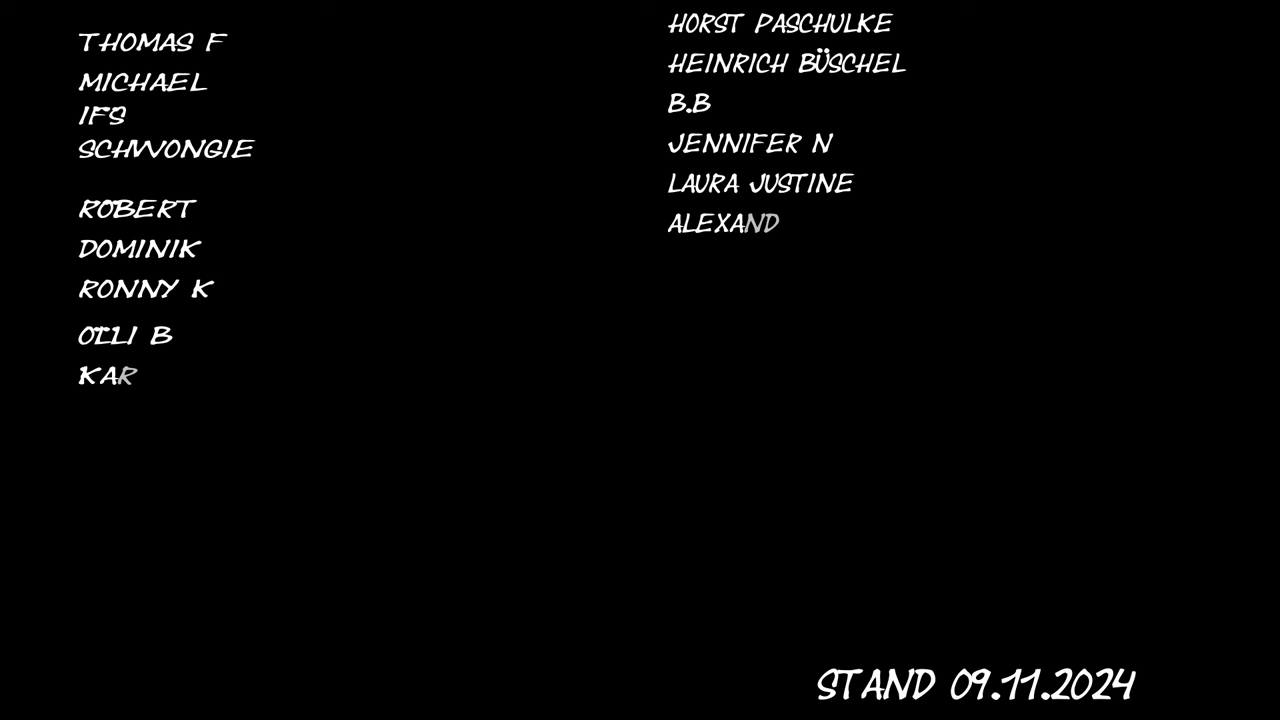 THOMAS F
MICHAEL
IFS
SCHWONGIE
ROBERT
DOMINIK
RONNY K
OLLI B
KAR
HORST PASCHULKE
HEINRICH BÜSCHEL
B.B
JENNIFER N
LAURA JUSTINE
ALEXAND
STAND 09.11.2024